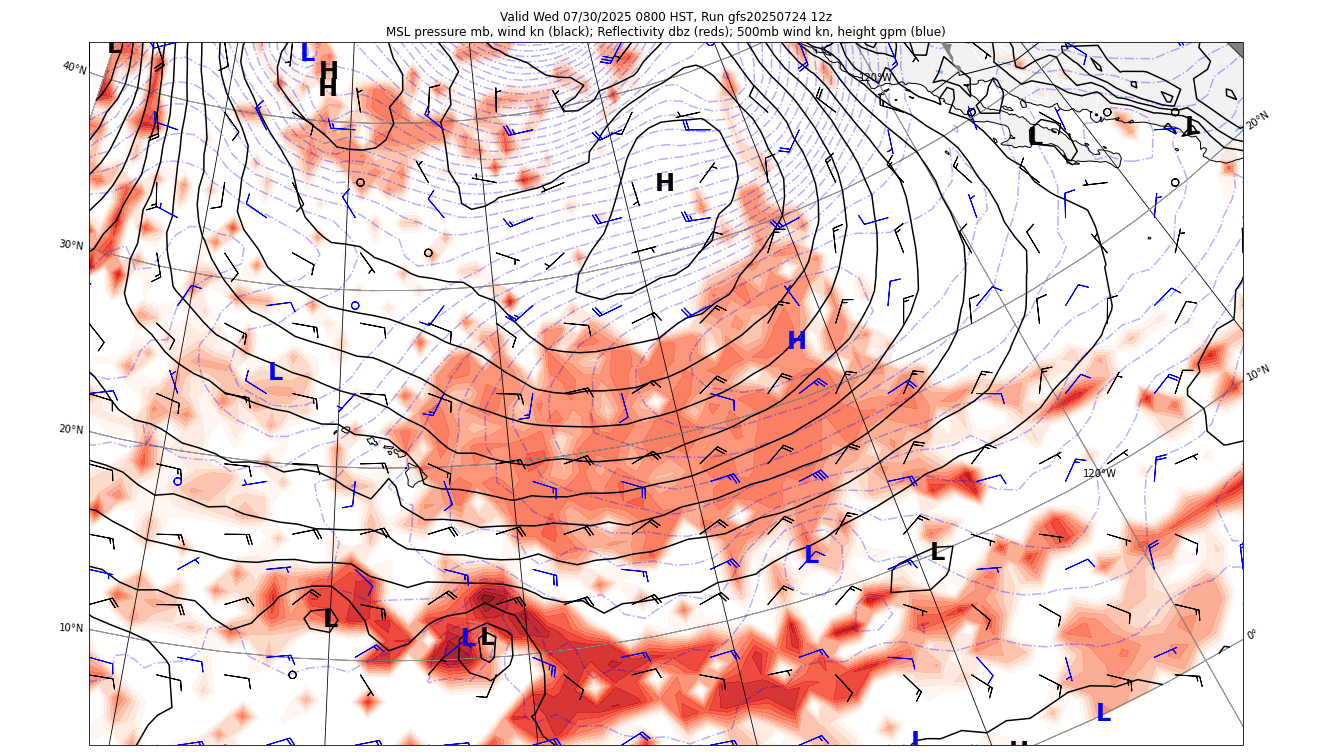 Valid Wed 07/30/2025 0800 HST, Run gfs20250724 12z
MSL pressure mb, wind kn (black); Reflectivity dbz (reds); 500mb wind kn, height gpm (blue)
L
L
H
H
40°N
120°W
20°N
L
L
H
30°N
H
L
10°N
20°N
120°W
L
L
10°N
L
L
L
0°
L
L
H